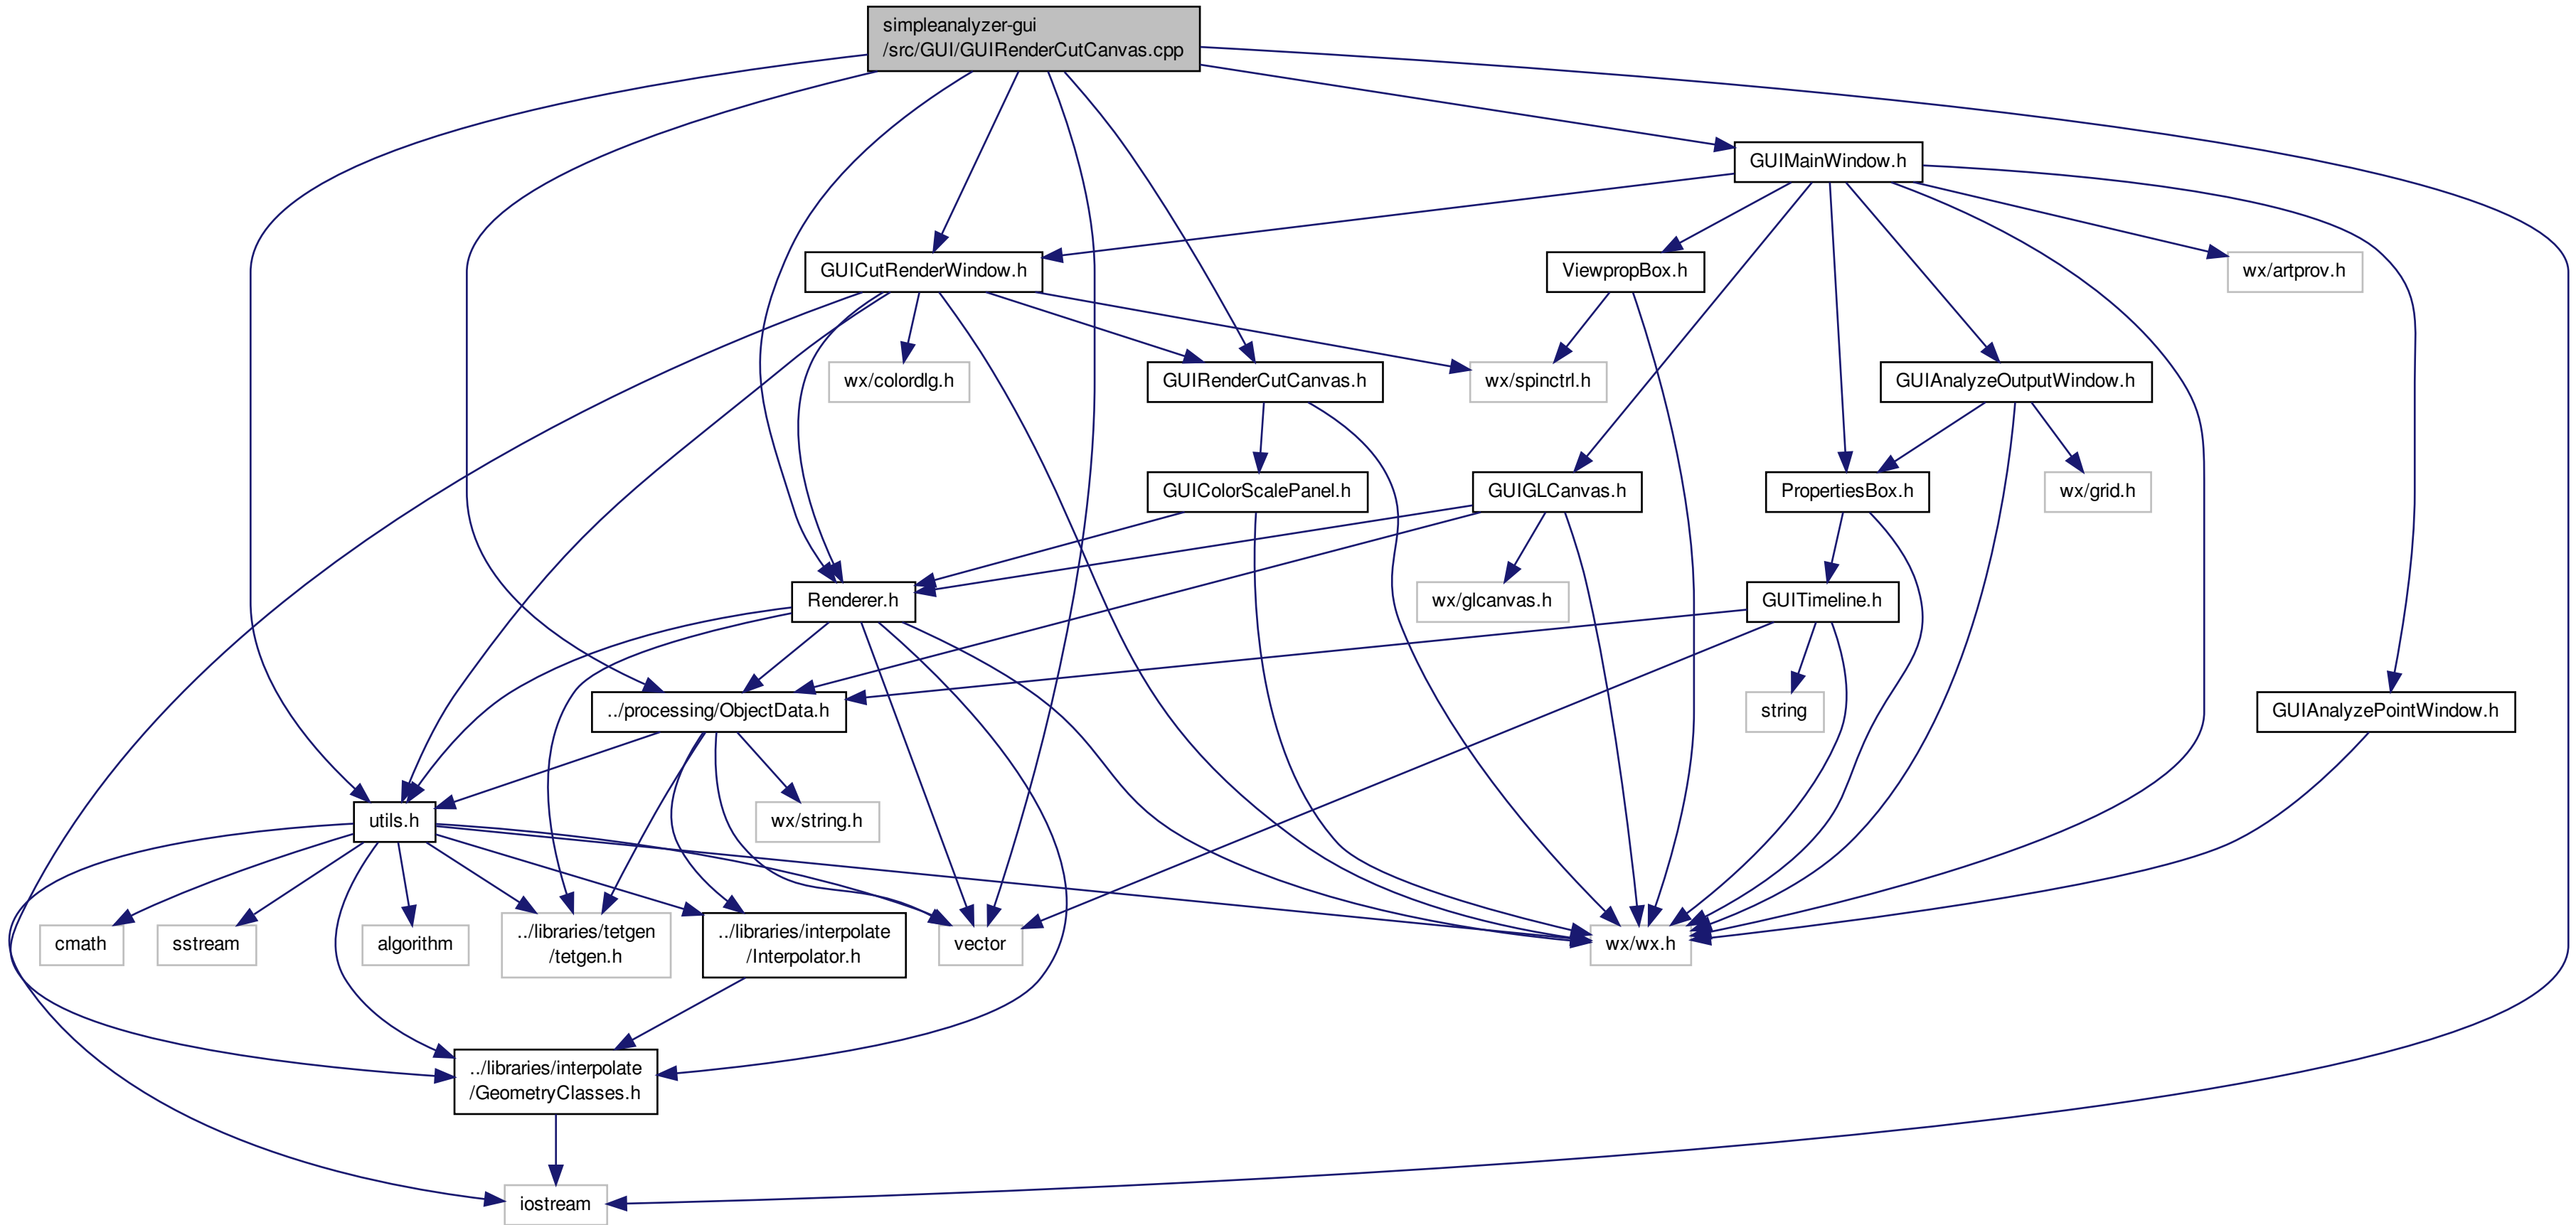 simpleanalyzer-gui
/src/GUI/GUIRenderCutCanvas.cpp
GUIMainWindow.h
GUICutRenderWindow.h
ViewpropBox.h
wx/artprov.h
wx/colordlg.h
GUIRenderCutCanvas.h
wx/spinctrl.h
GUIAnalyzeOutputWindow.h
GUIColorScalePanel.h
GUIGLCanvas.h
PropertiesBox.h
wx/grid.h
Renderer.h
wx/glcanvas.h
GUITimeline.h
../processing/ObjectData.h
string
GUIAnalyzePointWindow.h
utils.h
wx/string.h
cmath
sstream
algorithm
../libraries/tetgen
/tetgen.h
../libraries/interpolate
/Interpolator.h
vector
wx/wx.h
../libraries/interpolate
/GeometryClasses.h
iostream